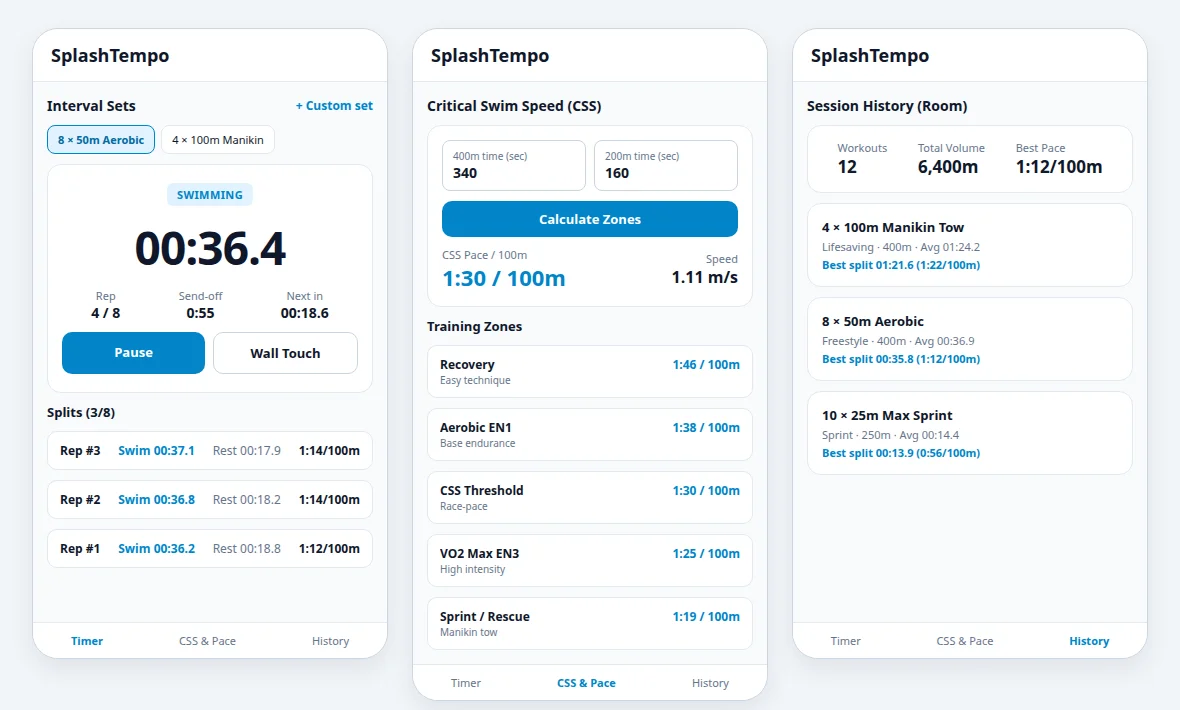 SplashTempo
Interval Sets + Custom set
8 × 50m Aerobic 4 × 100m Manikin
SWIMMING
00:36.4
Rep Send-off Next in
4 / 8 0:55 00:18.6
Pause Wall Touch
Splits (3/8)
Rep #3 Swim 00:37.1 Rest 00:17.9 1:14/100m
Rep #2 Swim 00:36.8 Rest 00:18.2 1:14/100m
Rep #1 Swim 00:36.2 Rest 00:18.8 1:12/100m
Timer CSS & Pace History
SplashTempo
Critical Swim Speed (CSS)
400m time (sec) 200m time (sec)
340 160
Calculate Zones
CSS Pace / 100m Speed
1:30 / 100m 1.11 m/s
Training Zones
Recovery 1:46 / 100m
Easy technique
Aerobic EN1 1:38 / 100m
Base endurance
CSS Threshold 1:30 / 100m
Race-pace
VO2 Max EN3 1:25 / 100m
High intensity
Sprint / Rescue 1:19 / 100m
Manikin tow
Timer CSS & Pace History
SplashTempo
Session History (Room)
Workouts Total Volume Best Pace
12 6,400m 1:12/100m
4 × 100m Manikin Tow
Lifesaving · 400m · Avg 01:24.2
Best split 01:21.6 (1:22/100m)
8 × 50m Aerobic
Freestyle · 400m · Avg 00:36.9
Best split 00:35.8 (1:12/100m)
10 × 25m Max Sprint
Sprint · 250m · Avg 00:14.4
Best split 00:13.9 (0:56/100m)
Timer CSS & Pace History